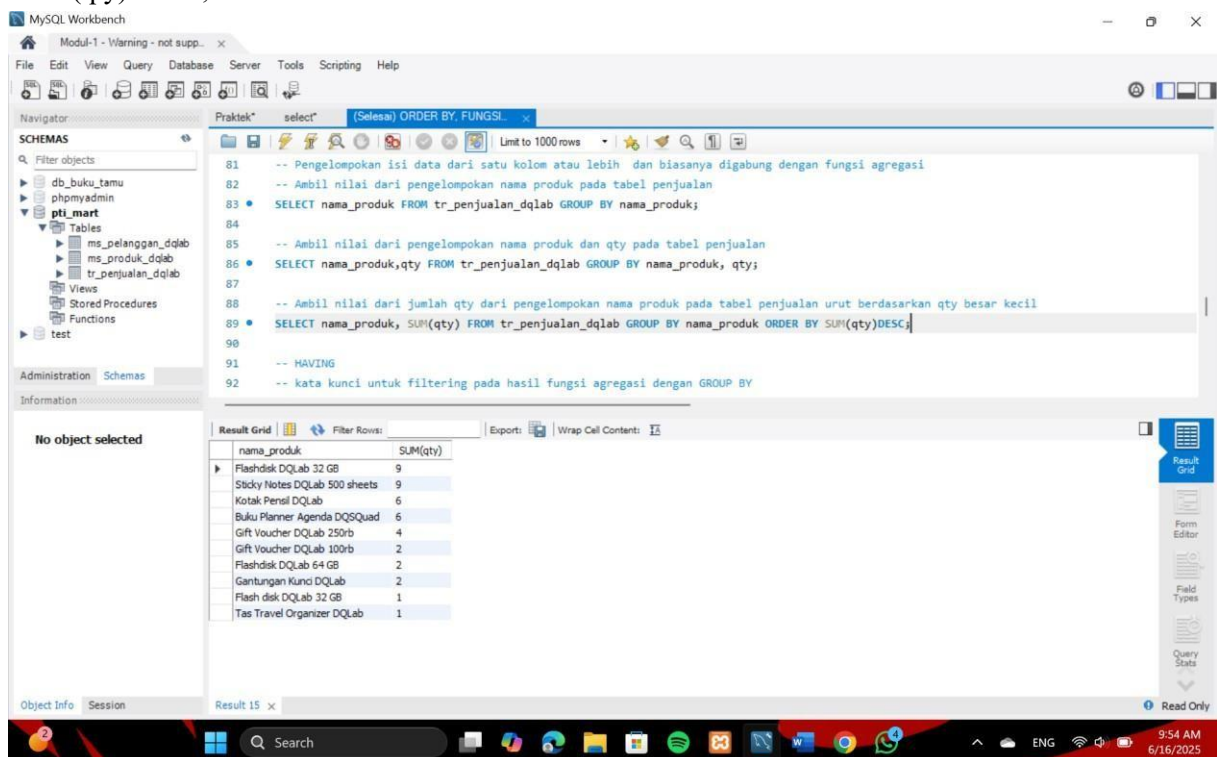 MySQL Workbench
Modul-1 - Warning - not supp..
File Edit View Query Database Server Tools Scripting Help
Navigator
SCHEMAS
Filter objects
db_buku_tamu
phpmyadmin
pti_mart
Tables
ms_pelanggan_dqlab
ms_produk_dqlab
tr_penjualan_dqlab
Views
Stored Procedures
Functions
test
Administration Schemas
Information
No object selected
Object Info Session
Praktek* select* (Selesai) ORDER BY, FUNGSI..
Limit to 1000 rows
81 -- Pengelompokan isi data dari satu kolom atau lebih dan biasanya digabung dengan fungsi agregasi
82 -- Ambil nilai dari pengelompokan nama produk pada tabel penjualan
83 SELECT nama_produk FROM tr_penjualan_dqlab GROUP BY nama_produk;
84
85 -- Ambil nilai dari pengelompokan nama produk dan qty pada tabel penjualan
86 SELECT nama_produk,qty FROM tr_penjualan_dqlab GROUP BY nama_produk, qty;
87
88 -- Ambil nilai dari jumlah qty dari pengelompokan nama produk pada tabel penjualan urut berdasarkan qty besar kecil
89 SELECT nama_produk, SUM(qty) FROM tr_penjualan_dqlab GROUP BY nama_produk ORDER BY SUM(qty)DESC;
90
91 -- HAVING
92 -- kata kunci untuk filtering pada hasil fungsi agregasi dengan GROUP BY
Result Grid Filter Rows: Export: Wrap Cell Content:
nama_produk SUM(qty)
Flashdisk DQLab 32 GB 9
Sticky Notes DQLab 500 sheets 9
Kotak Pensil DQLab 6
Buku Planner Agenda DQSQuad 6
Gift Voucher DQLab 250rb 4
Gift Voucher DQLab 100rb 2
Flashdisk DQLab 64 GB 2
Gantungan Kunci DQLab 2
Flash disk DQLab 32 GB 1
Tas Travel Organizer DQLab 1
Result Grid
Form Editor
Field Types
Query Stats
Result 15
Read Only
2
Search
4
ENG
9:54 AM
6/16/2025